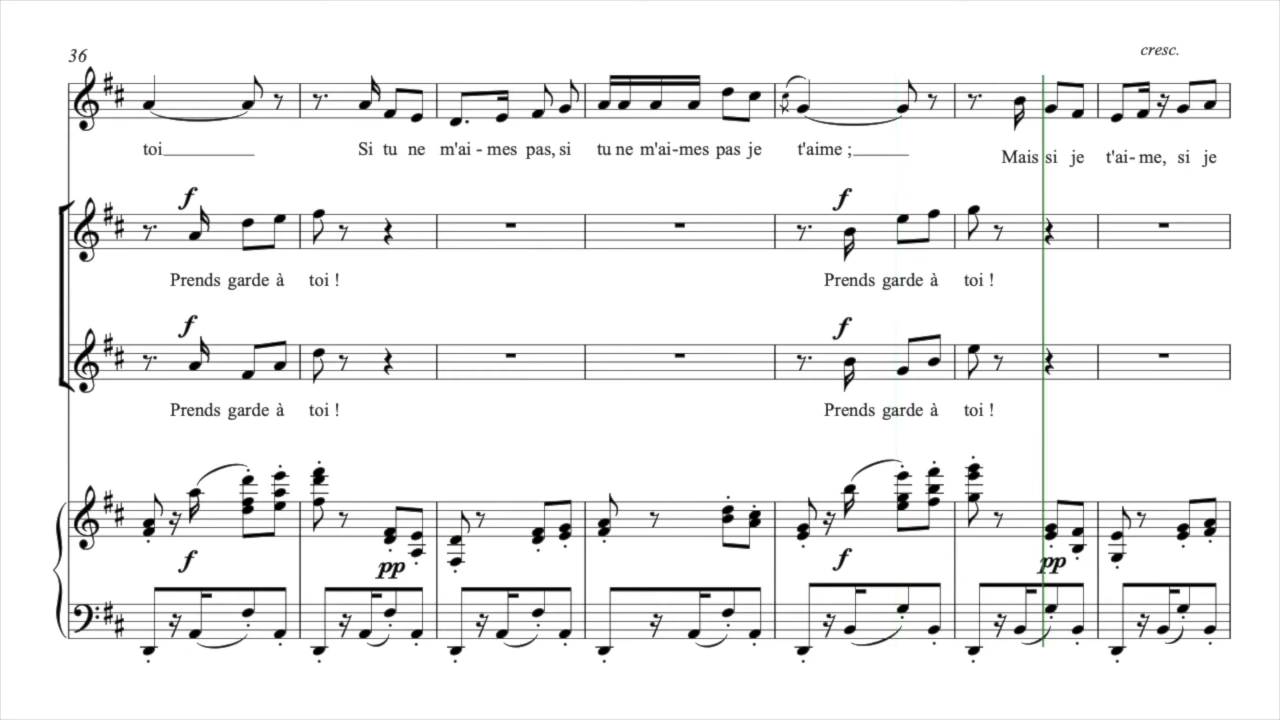 36
cresc.
toi Si tu ne m'ai - mes pas, si tu ne m'ai-mes pas je t'aime ; Mais si je t'ai-me, si je
f f
Prends garde à toi ! Prends garde à toi !
f f
Prends garde à toi ! Prends garde à toi !
f pp f pp